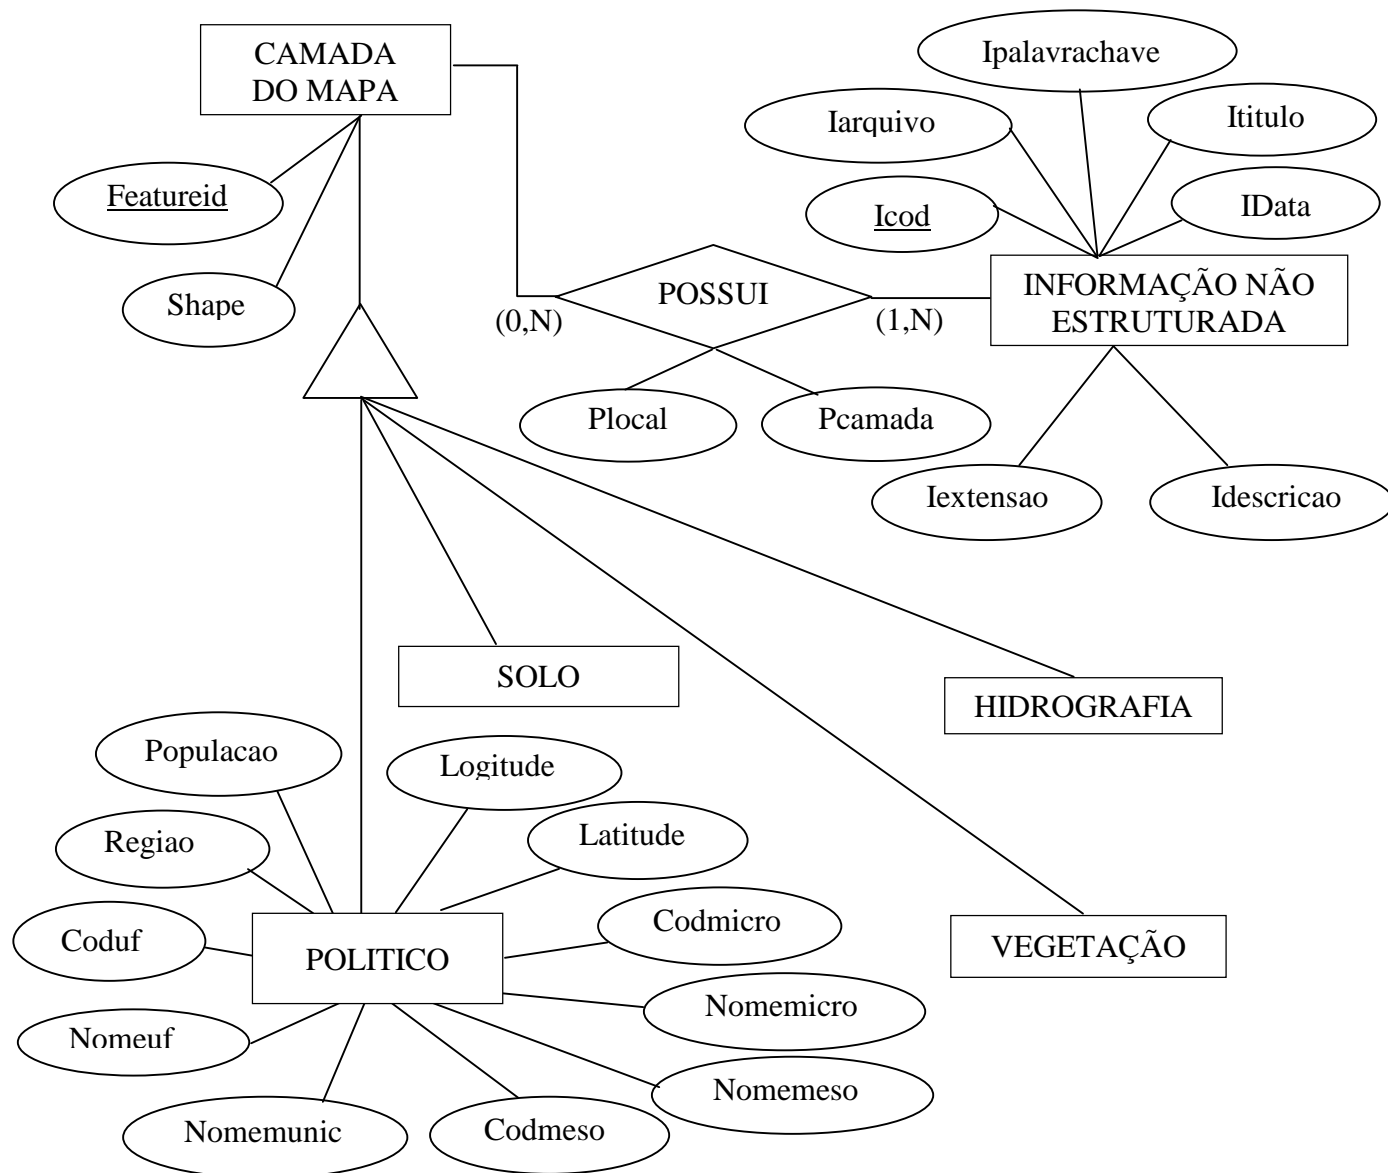 CAMADA
DO MAPA
Ipalavrachave
Iarquivo
Ititulo
Featureid
Icod
IData
Shape
POSSUI
INFORMAÇÃO NÃO
ESTRUTURADA
(0,N)
(1,N)
Plocal
Pcamada
Iextensao
Idescricao
SOLO
HIDROGRAFIA
Populacao
Logitude
Regiao
Latitude
Coduf
Codmicro
POLITICO
VEGETAÇÃO
Nomemicro
Nomeuf
Nomemeso
Nomemunic
Codmeso